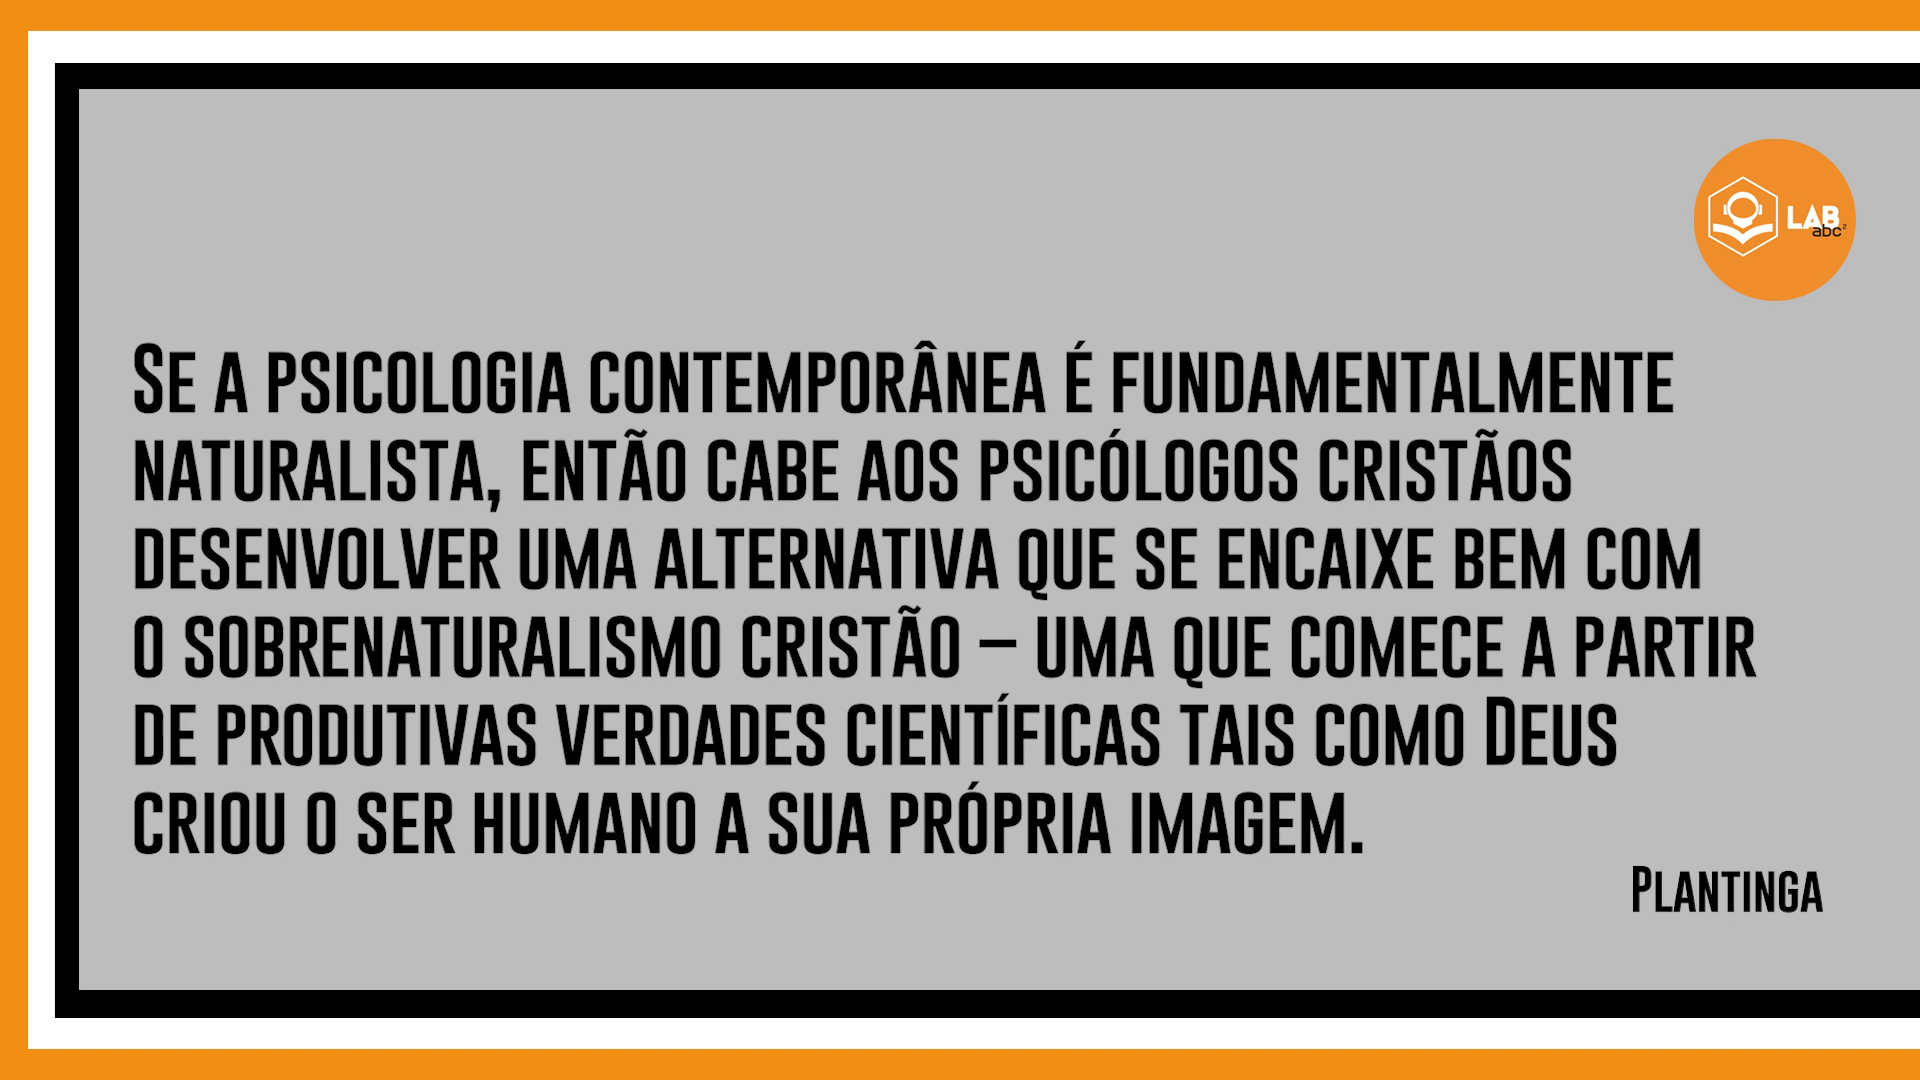 LAB
abc²
Se a psicologia contemporânea é fundamentalmente
naturalista, então cabe aos psicólogos cristãos
desenvolver uma alternativa que se encaixe bem com
o sobrenaturalismo cristão – uma que comece a partir
de produtivas verdades científicas tais como Deus
criou o ser humano a sua própria imagem.
Plantinga